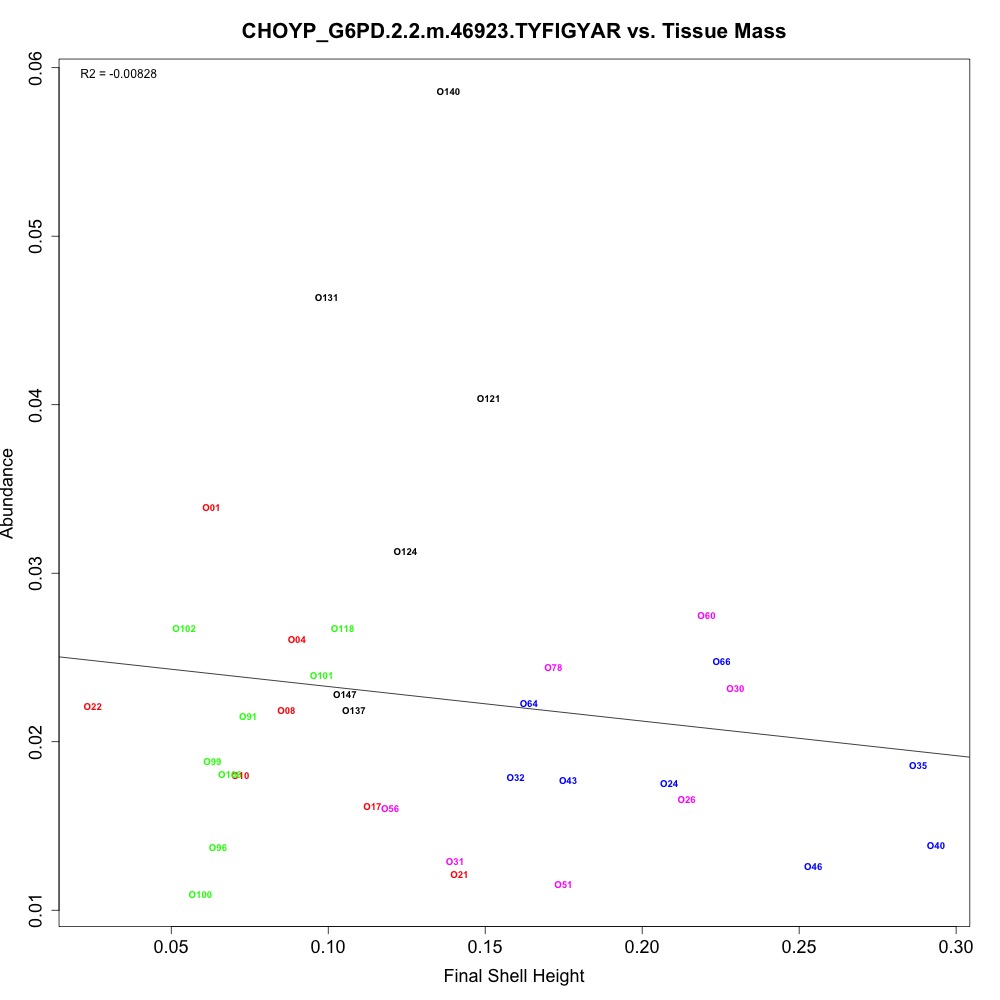 CHOYP_G6PD.2.2.m.46923.TYFIGYAR vs. Tissue Mass
R2 = -0.00828
0.06
O140
0.05
O131
0.04
O121
Abundance
O01
O124
0.03
O60
O102
O118
O04
O66
O78
O101
O30
O147
O64
O22
O08
O137
O91
0.02
O99
O35
O10
O32
O43
O24
O26
O17
O56
O96
O40
O31
O46
O21
O51
O100
0.01
0.05 0.10 0.15 0.20 0.25 0.30
Final Shell Height